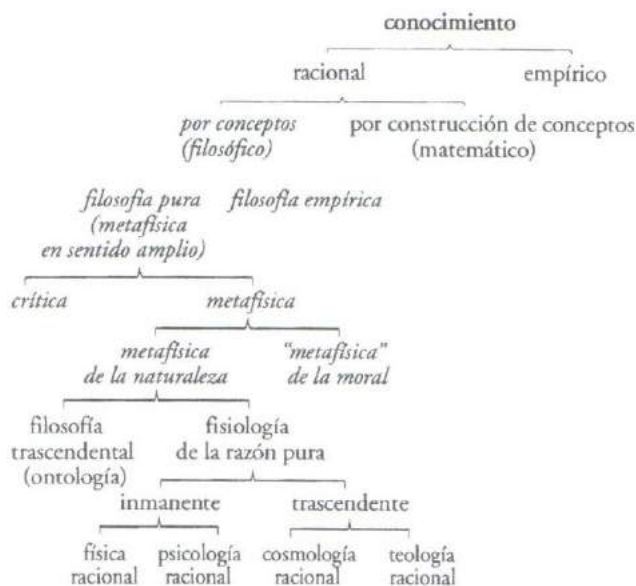 conocimiento
racional empírico
por conceptos por construcción de conceptos
(filosófico) (matemático)
filosofía pura filosofía empírica
(metafísica
en sentido amplio)
crítica metafísica
metafísica "metafísica"
de la naturaleza de la moral
filosofía fisiología
trascendental de la razón pura
(ontología)
inmanente trascendente
física psicología cosmología teología
racional racional racional racional